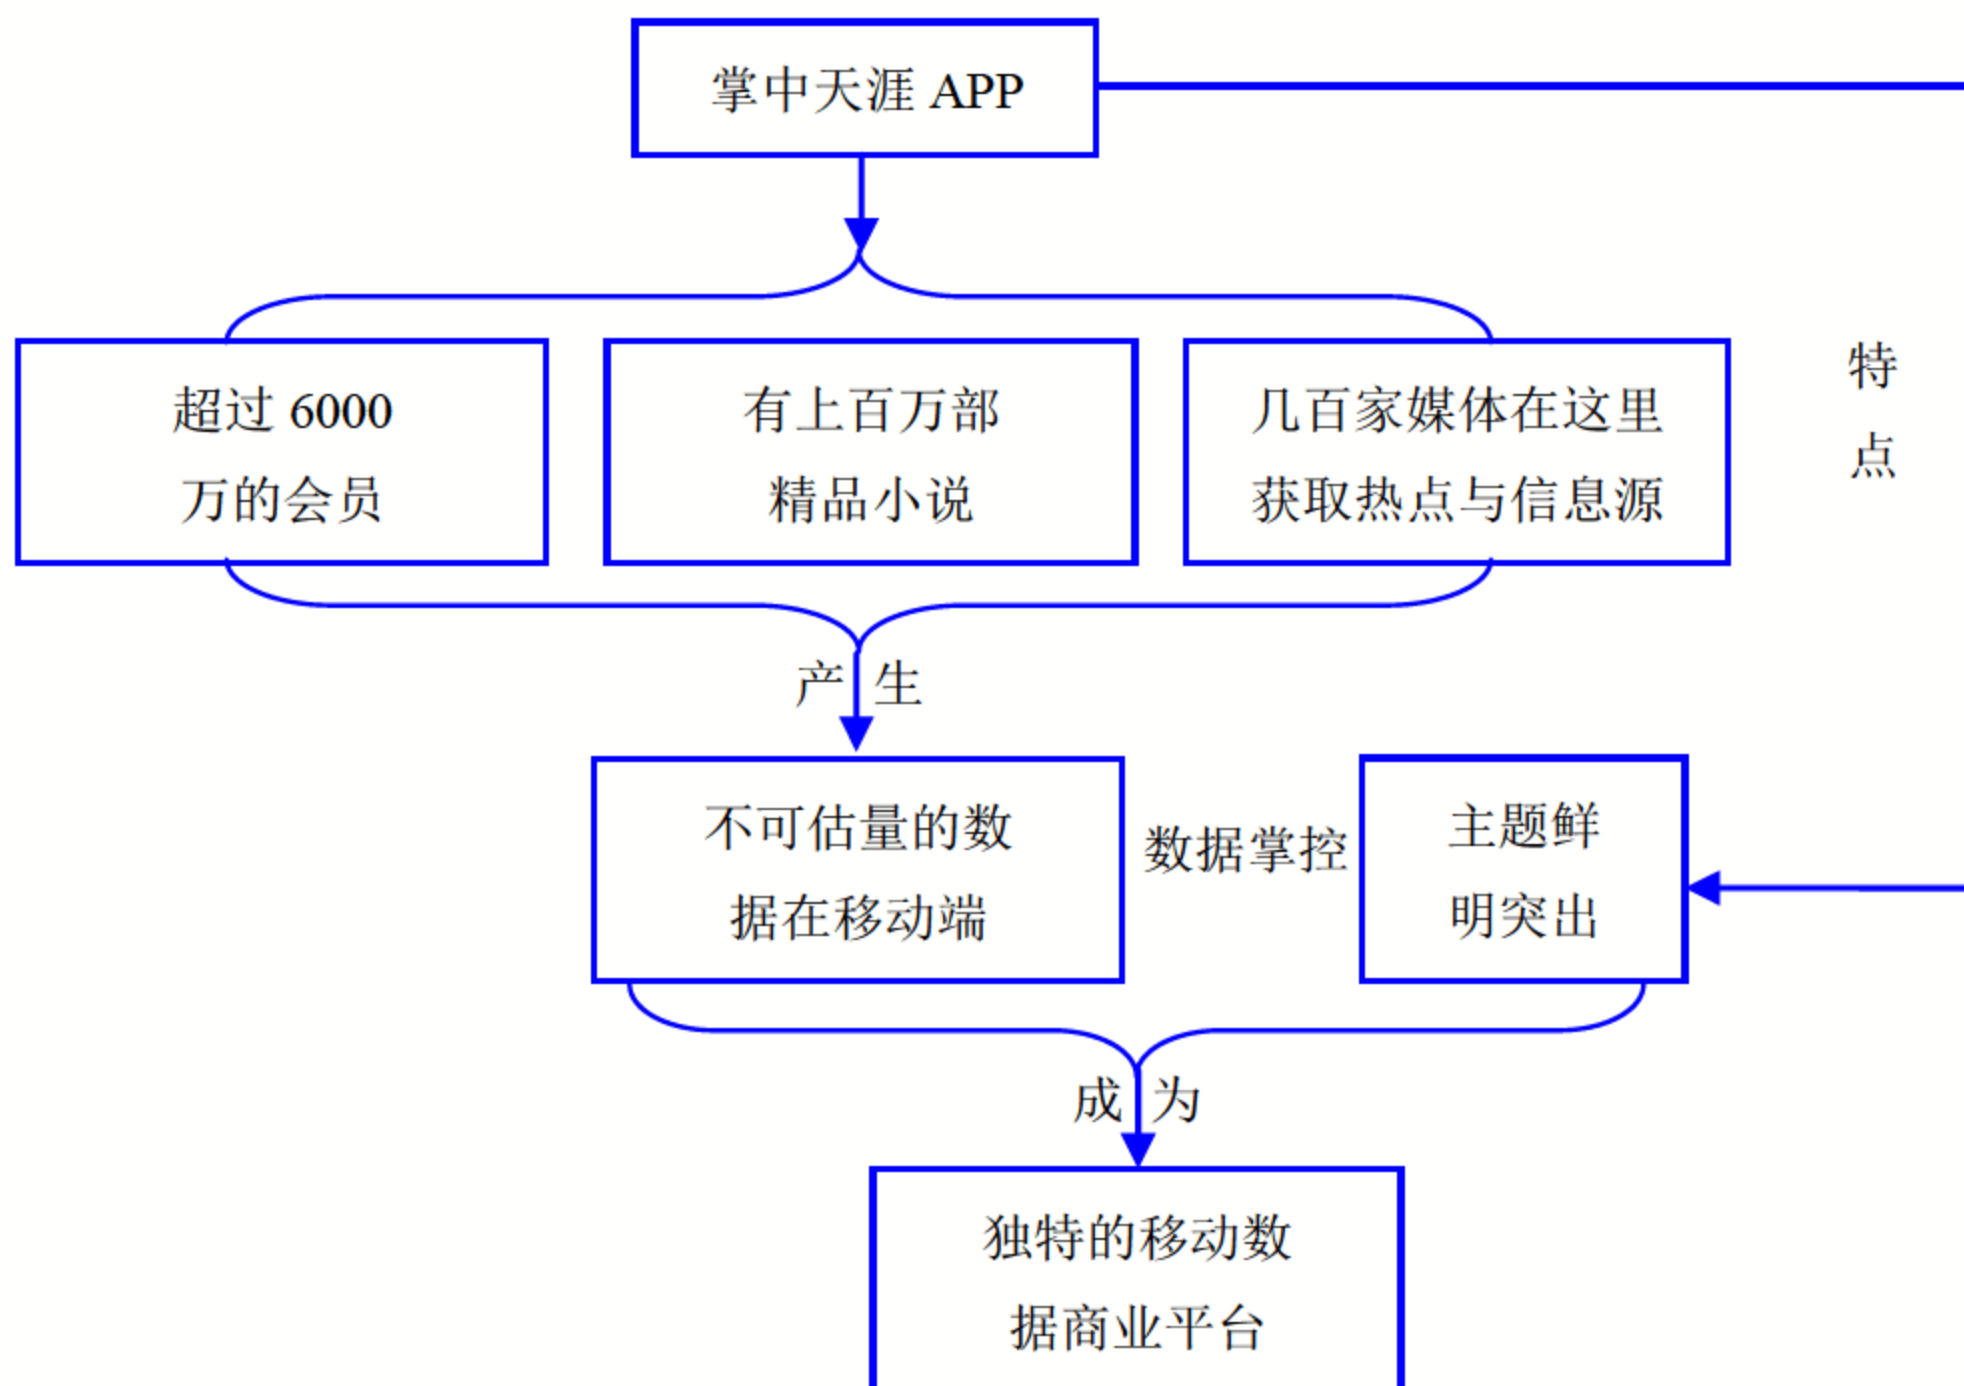 掌中天涯 APP
超过 6000
万的会员
有上百万部
精品小说
几百家媒体在这里
获取热点与信息源
特
点
产 生
不可估量的数
据在移动端
数据掌控
主题鲜
明突出
成 为
独特的移动数
据商业平台